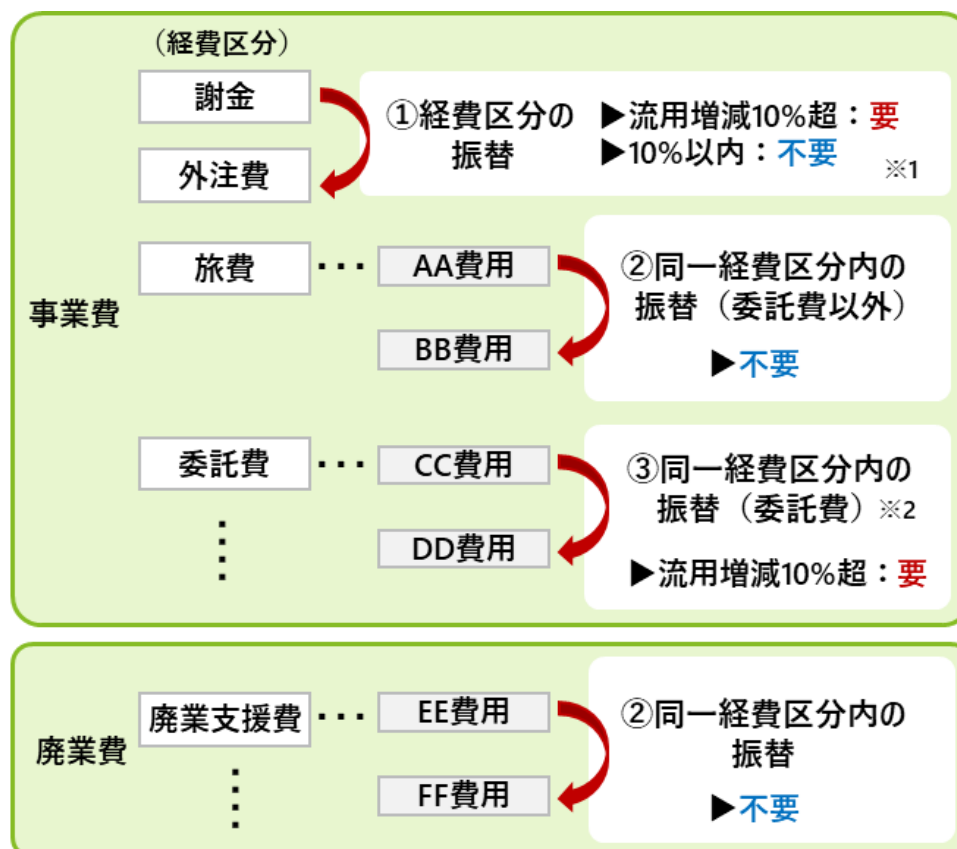 （経費区分）
謝金
①経費区分の
振替
▶流用増減10%超：要
▶10%以内：不要
※1
外注費
事業費
旅費
･･･
AA費用
BB費用
②同一経費区分内の
振替（委託費以外）
▶不要
委託費
･･･
CC費用
DD費用
③同一経費区分内の
振替（委託費）※2
▶流用増減10%超：要
廃業費
廃業支援費
･･･
EE費用
FF費用
②同一経費区分内の
振替
▶不要